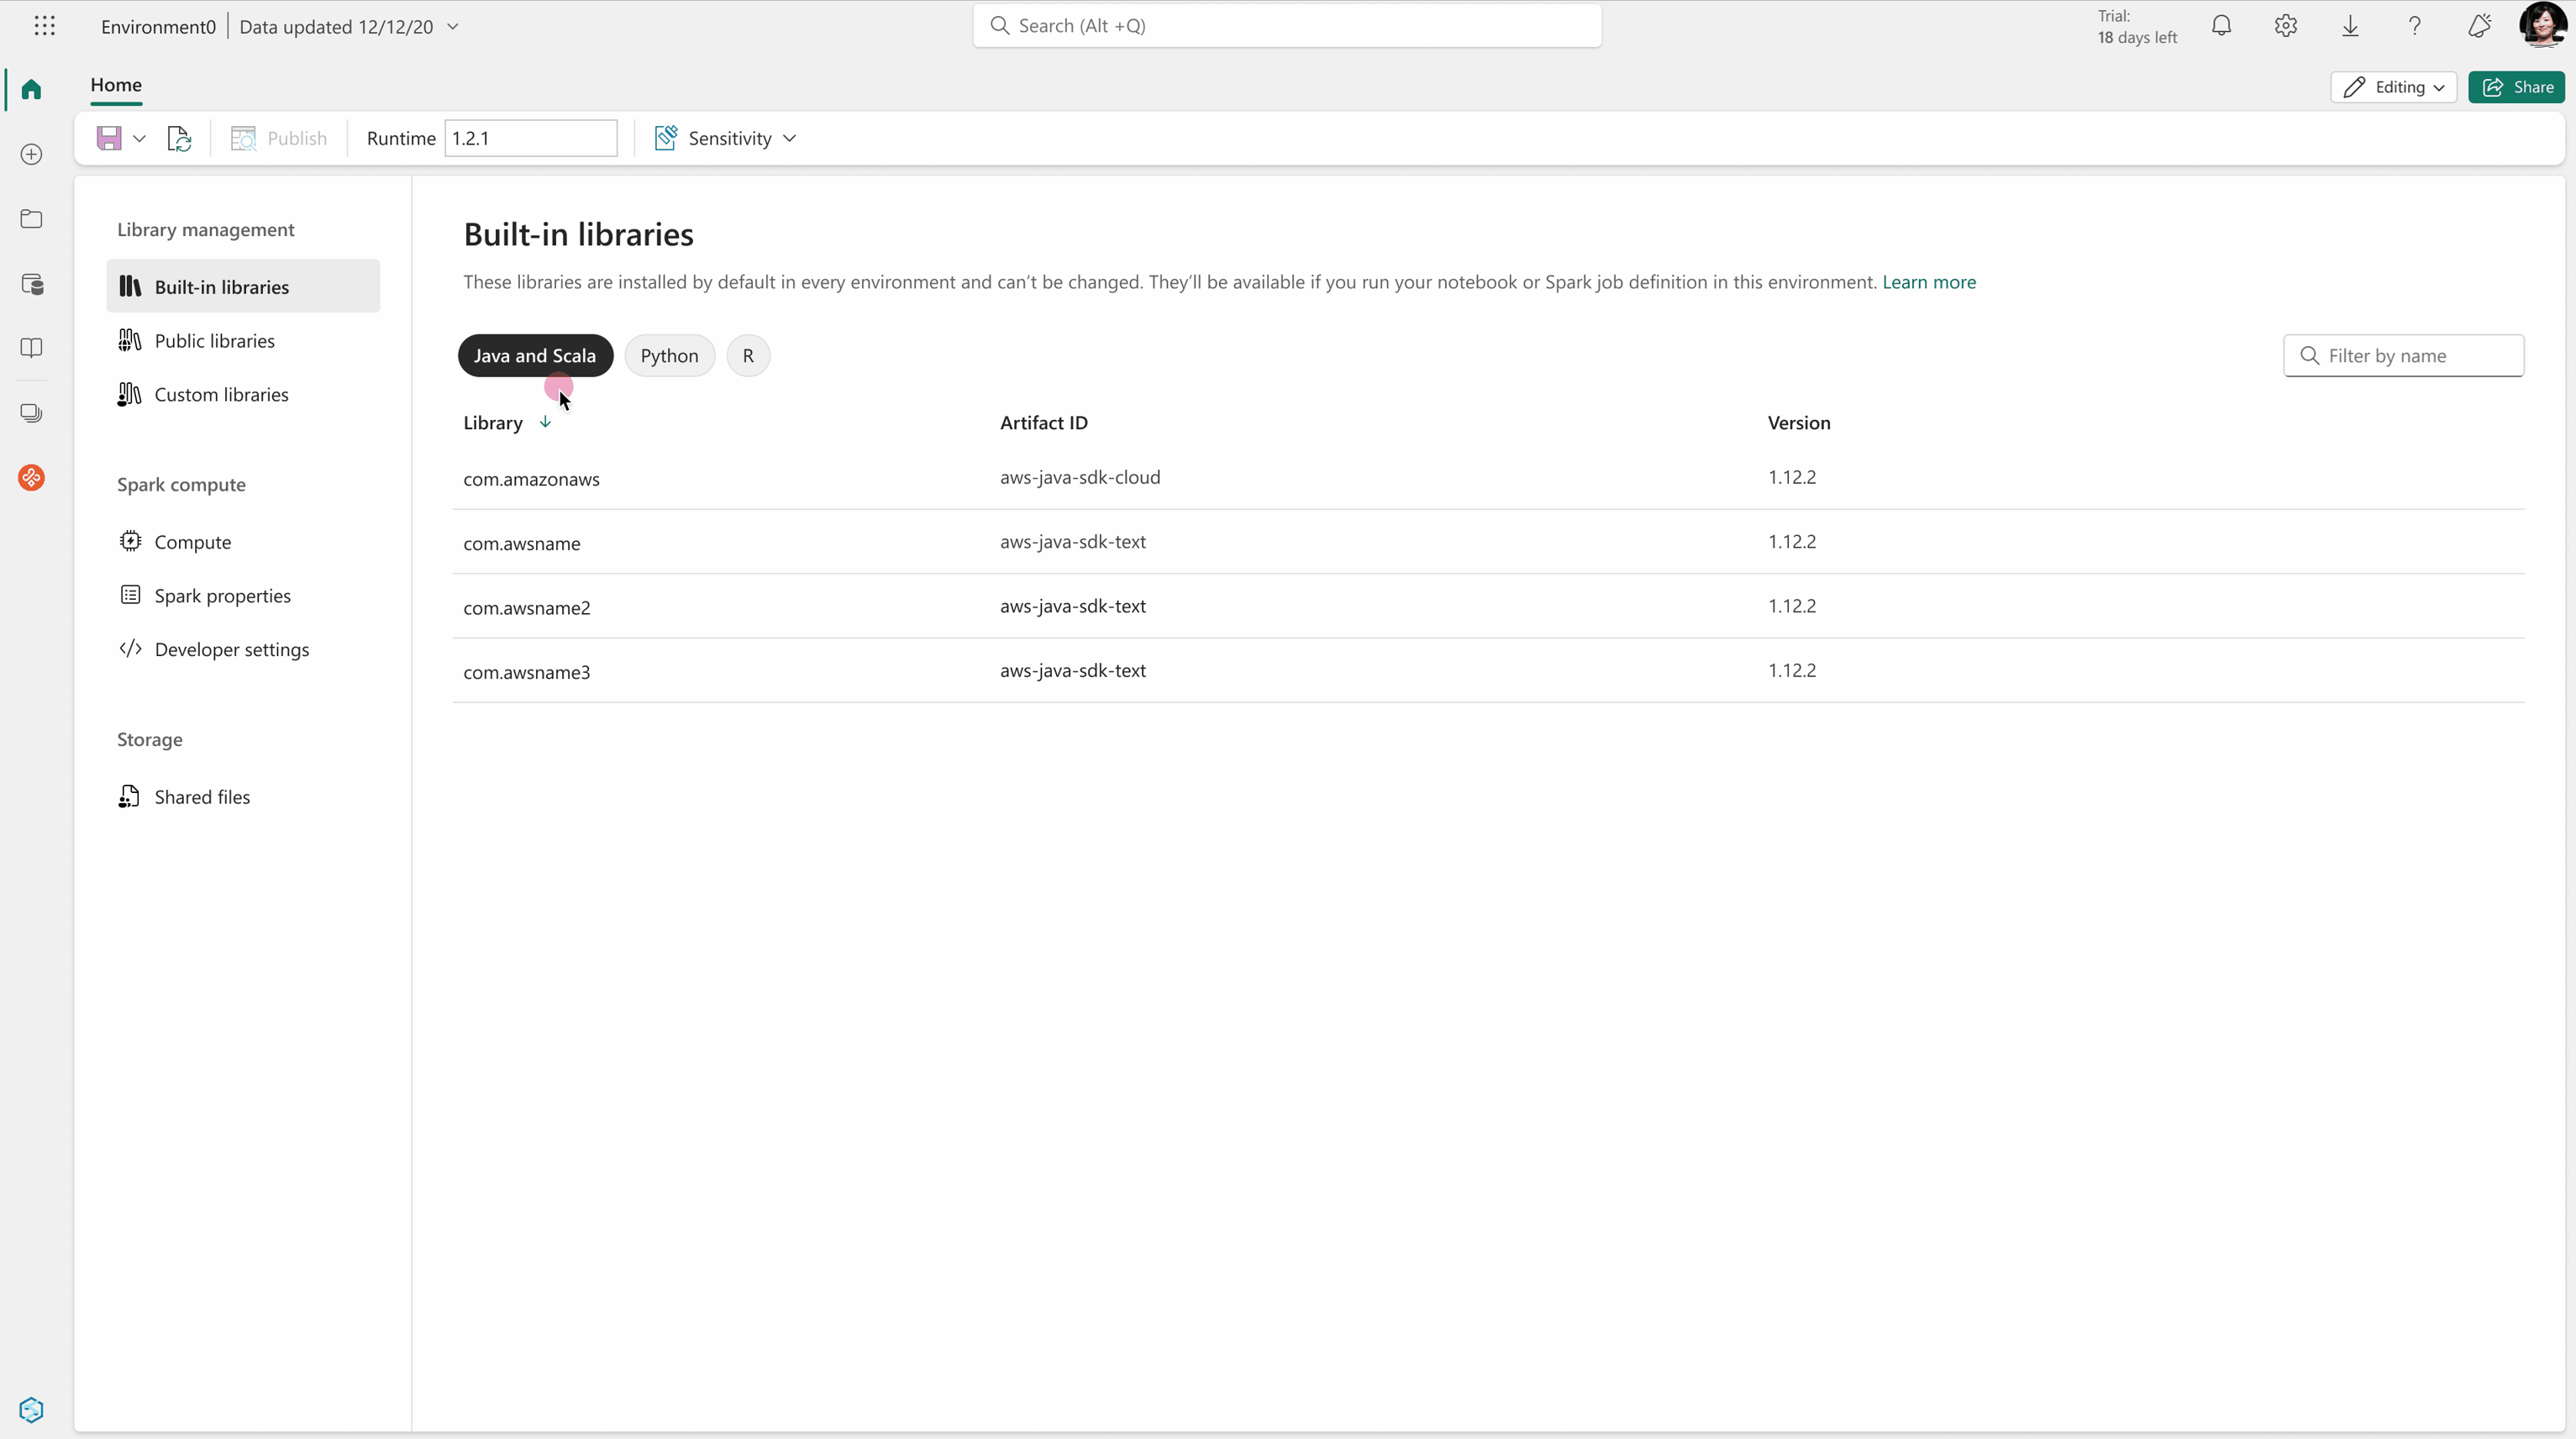 Environment0 | Data updated 12/12/20
Search (Alt +Q)
Trial:
18 days left
Home
Editing
Share
Publish
Runtime 1.2.1
Sensitivity
Library management
Built-in libraries
Public libraries
Custom libraries
Spark compute
Compute
Spark properties
Developer settings
Storage
Shared files
Built-in libraries
These libraries are installed by default in every environment and can't be changed. They'll be available if you run your notebook or Spark job definition in this environment. Learn more
Java and Scala Python R
Filter by name
Library Artifact ID Version
com.amazonaws aws-java-sdk-cloud 1.12.2
com.awsname aws-java-sdk-text 1.12.2
com.awsname2 aws-java-sdk-text 1.12.2
com.awsname3 aws-java-sdk-text 1.12.2